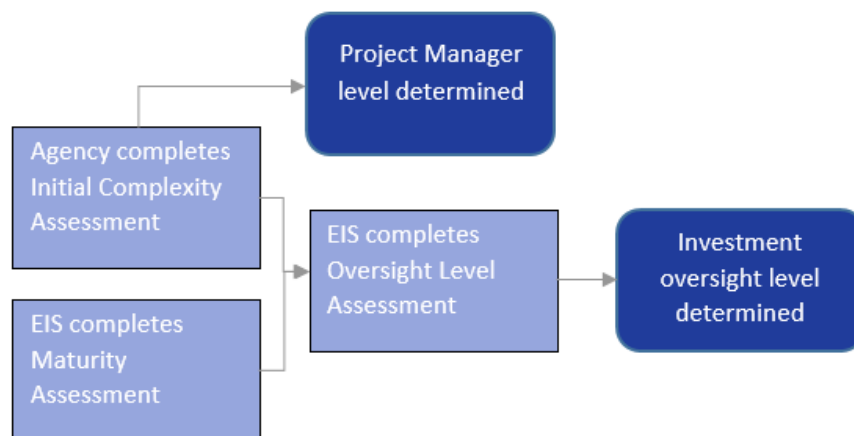 Project Manager
level determined
Agency completes
Initial Complexity
Assessment
EIS completes
Oversight Level
Assessment
Investment
oversight level
determined
EIS completes
Maturity
Assessment